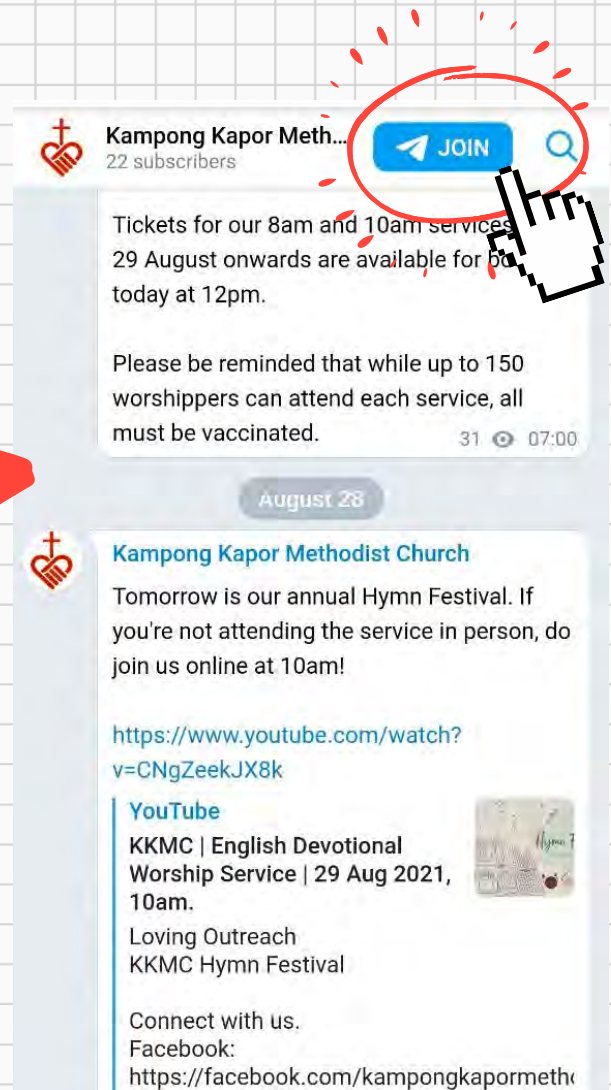 Kampong Kapor Meth...
JOIN
22 subscribers
Tickets for our 8am and 10am services
29 August onwards are available for
today at 12pm.
Please be reminded that while up to 150
worshippers can attend each service, all
must be vaccinated.
31 07:00
August 28
Kampong Kapor Methodist Church
Tomorrow is our annual Hymn Festival. If
you're not attending the service in person, do
join us online at 10am!
https://www.youtube.com/watch?
v=CNgZeekJX8k
YouTube
KKMC | English Devotional
Worship Service | 29 Aug 2021,
10am.
Hymn F
Loving Outreach
KKMC Hymn Festival
Connect with us.
Facebook:
https://facebook.com/kampongkapormetho